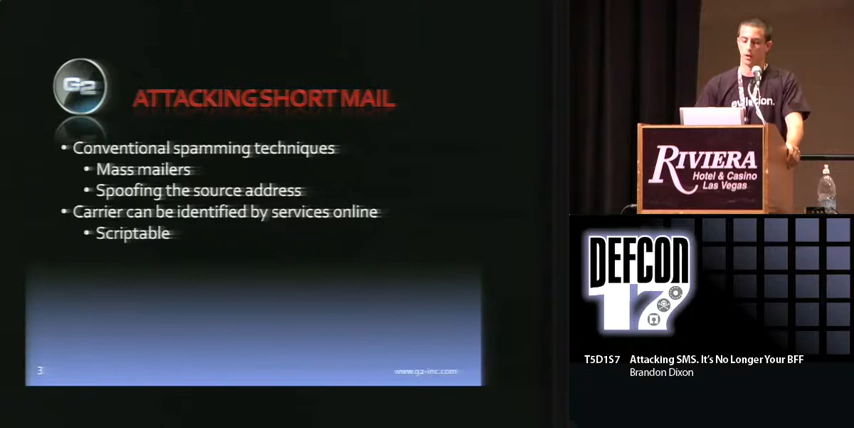 G2
ATTACKING SHORT MAIL
• Conventional spamming techniques
• Mass mailers
• Spoofing the source address
• Carrier can be identified by services online
• Scriptable
3
www.g2-inc.com
RIVIERA
Hotel & Casino
Las Vegas
DEFCON
17
T5D1S7 Attacking SMS. It's No Longer Your BFF
Brandon Dixon